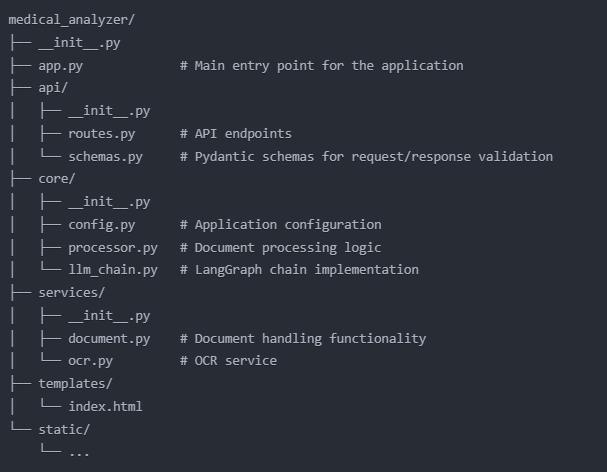 medical_analyzer/
├── __init__.py
├── app.py             # Main entry point for the application
├── api/
│   ├── __init__.py
│   ├── routes.py      # API endpoints
│   └── schemas.py     # Pydantic schemas for request/response validation
├── core/
│   ├── __init__.py
│   ├── config.py      # Application configuration
│   ├── processor.py   # Document processing logic
│   └── llm_chain.py   # LangGraph chain implementation
├── services/
│   ├── __init__.py
│   ├── document.py    # Document handling functionality
│   └── ocr.py         # OCR service
├── templates/
│   └── index.html
└── static/
    └── ...